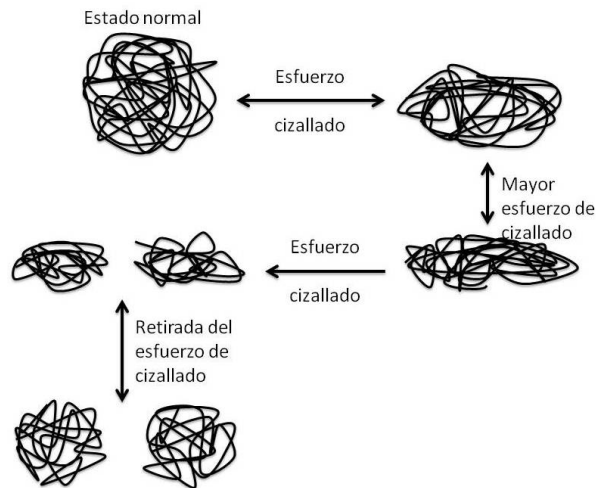 Estado normal
Esfuerzo
cizallado
Mayor
esfuerzo de
cizallado
Esfuerzo
cizallado
Retirada del
esfuerzo de
cizallado